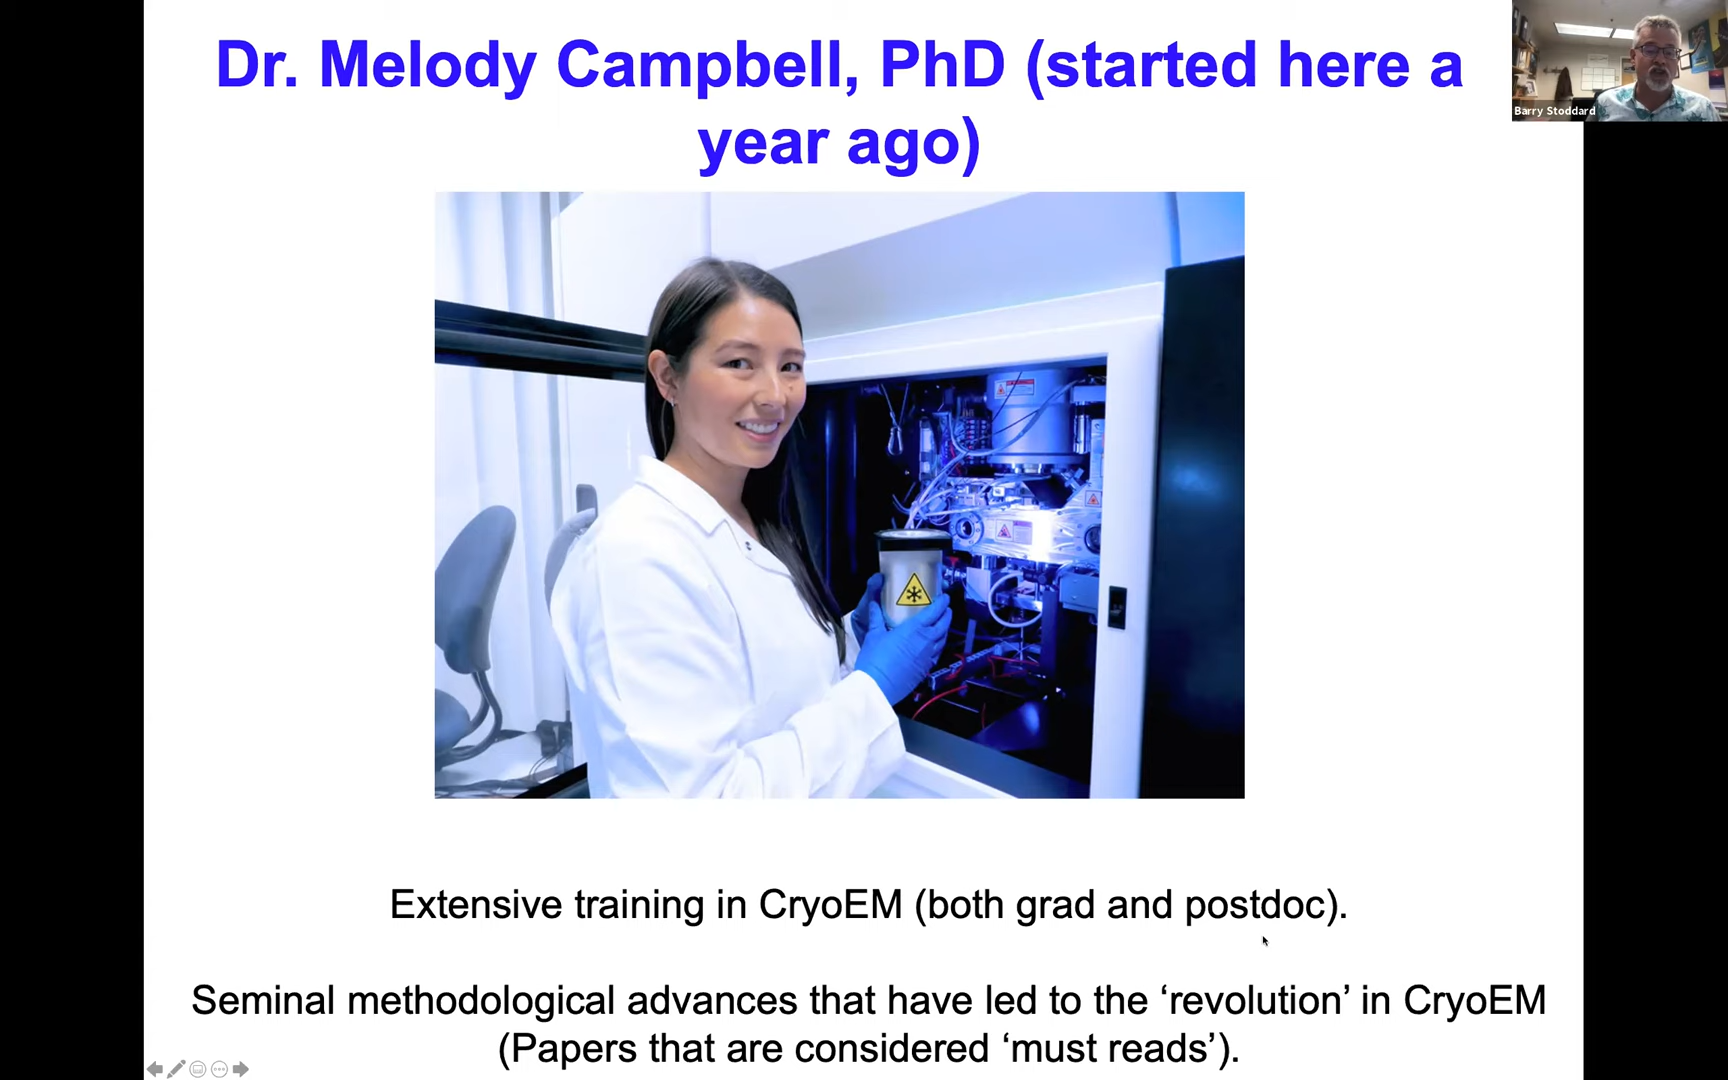 Dr. Melody Campbell, PhD (started here a
year ago)
Barry Stoddard
Extensive training in CryoEM (both grad and postdoc).
Seminal methodological advances that have led to the ‘revolution’ in CryoEM
(Papers that are considered ‘must reads’).